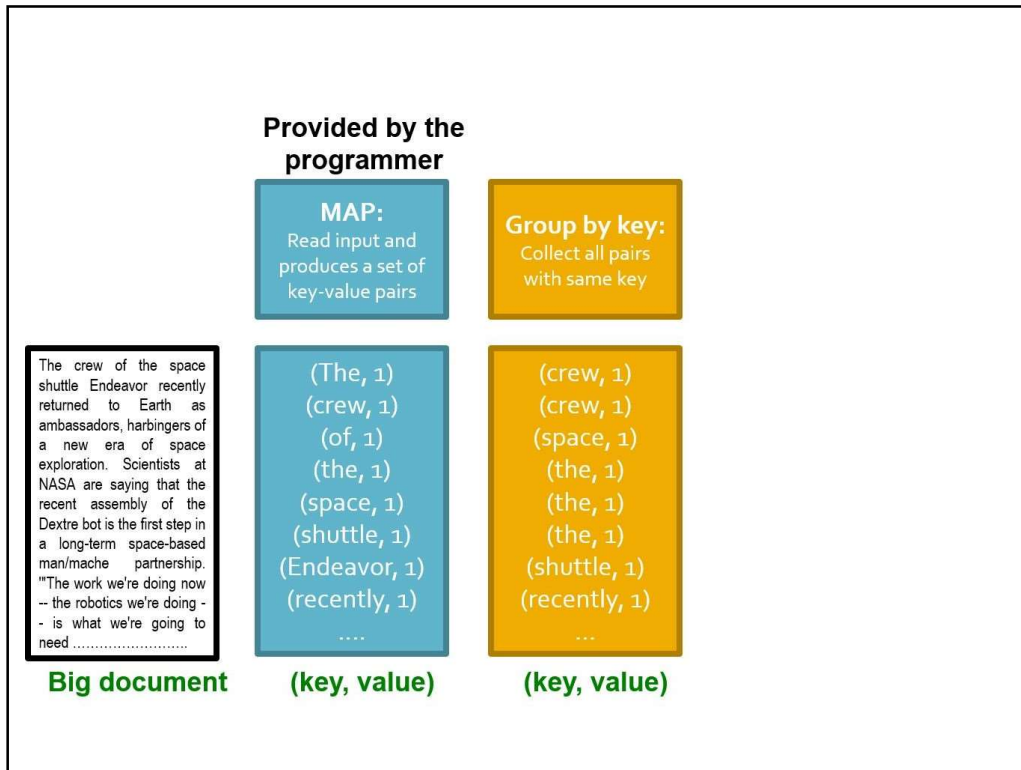 Provided by the
programmer
MAP:
Read input and
produces a set of
key-value pairs
Group by key:
Collect all pairs
with same key
The crew of the space
shuttle Endeavor recently
returned to Earth as
ambassadors, harbingers of
a new era of space
exploration. Scientists at
NASA are saying that the
recent assembly of the
Dextre bot is the first step in
a long-term space-based
man/mache partnership.
'"The work we're doing now
-- the robotics we're doing -
- is what we're going to
need ...........................
Big document
(The, 1)
(crew, 1)
(of, 1)
(the, 1)
(space, 1)
(shuttle, 1)
(Endeavor, 1)
(recently, 1)
....
(key, value)
(crew, 1)
(crew, 1)
(space, 1)
(the, 1)
(the, 1)
(the, 1)
(shuttle, 1)
(recently, 1)
...
(key, value)